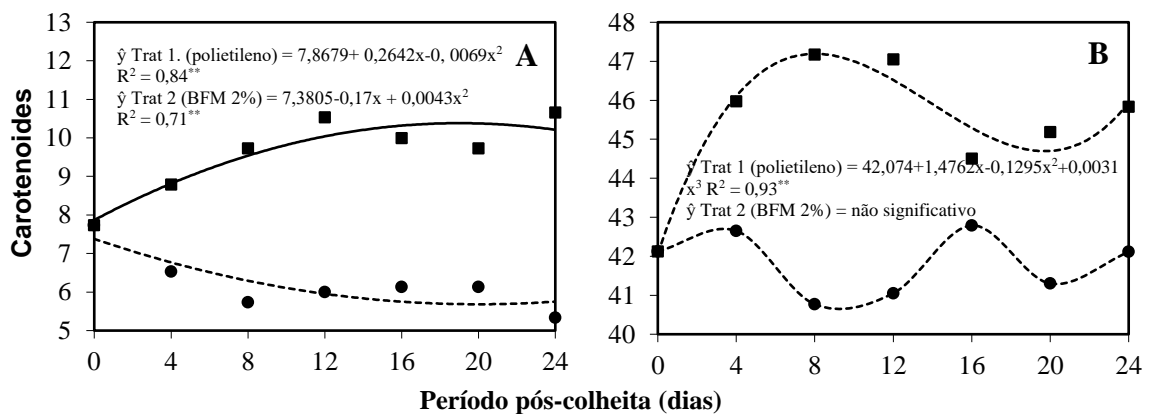 13
12
11
10
9
8
7
6
5
0 4 8 12 16 20 24
Carotenoides
A
ŷ Trat 1. (polietileno) = 7,8679+ 0,2642x-0, 0069x²
R² = 0,84**
ŷ Trat 2 (BFM 2%) = 7,3805-0,17x + 0,0043x²
R² = 0,71**
48
47
46
45
44
43
42
41
40
0 4 8 12 16 20 24
B
ŷ Trat 1 (polietileno) = 42,074+1,4762x-0,1295x²+0,0031
x³ R² = 0,93**
ŷ Trat 2 (BFM 2%) = não significativo
Período pós-colheita (dias)